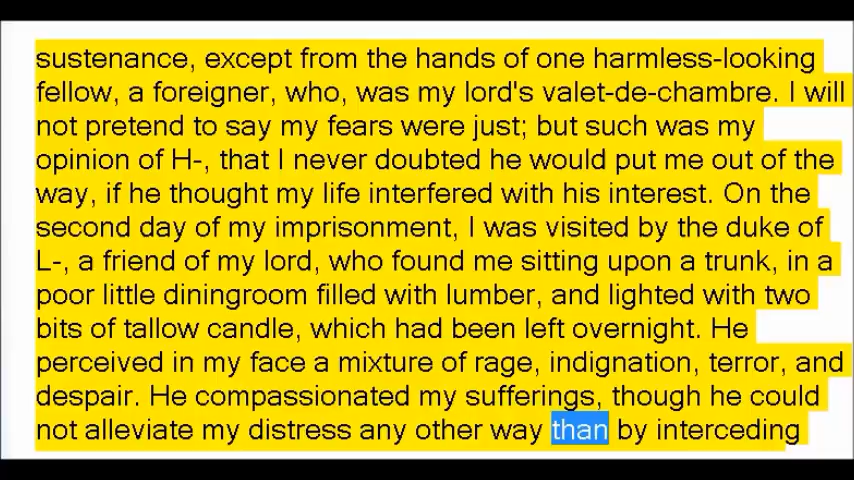 sustenance, except from the hands of one harmless-looking
fellow, a foreigner, who, was my lord's valet-de-chambre. I will
not pretend to say my fears were just; but such was my
opinion of H-, that I never doubted he would put me out of the
way, if he thought my life interfered with his interest. On the
second day of my imprisonment, I was visited by the duke of
L-, a friend of my lord, who found me sitting upon a trunk, in a
poor little diningroom filled with lumber, and lighted with two
bits of tallow candle, which had been left overnight. He
perceived in my face a mixture of rage, indignation, terror, and
despair. He compassionated my sufferings, though he could
not alleviate my distress any other way than by interceding